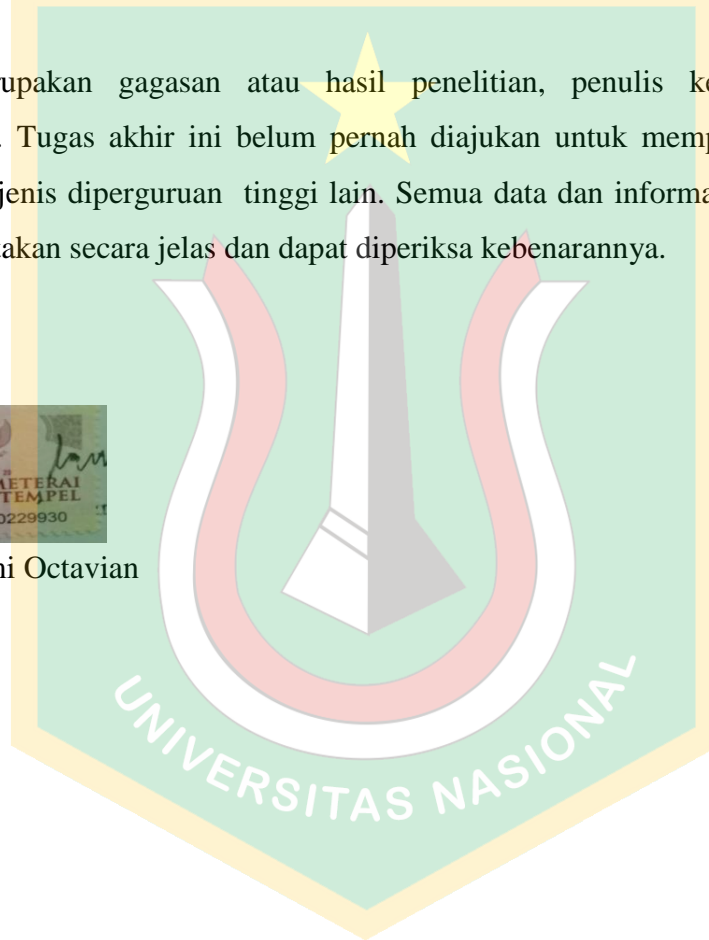 rupakan gagasan atau hasil penelitian, penulis ke
. Tugas akhir ini belum pernah diajukan untuk memp
jenis diperguruan tinggi lain. Semua data dan informa
takan secara jelas dan dapat diperiksa kebenarannya.
METERAI
TEMPEL
0229930
ni Octavian
UNIVERSITAS NASIONAL